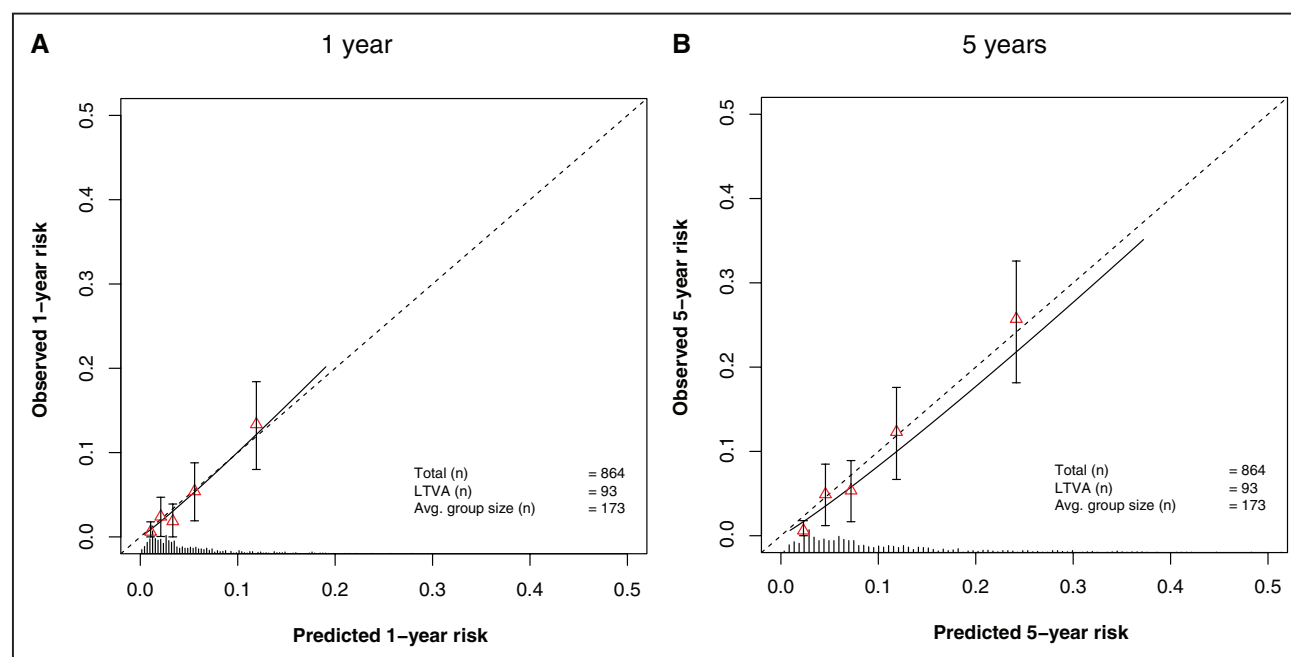 A
1 year
Observed 1–year risk
0.5
0.4
0.3
0.2
0.1
0.0
Total (n) = 864
LTVA (n) = 93
Avg. group size (n) = 173
0.0 0.1 0.2 0.3 0.4 0.5
Predicted 1–year risk
B
5 years
Observed 5–year risk
0.5
0.4
0.3
0.2
0.1
0.0
Total (n) = 864
LTVA (n) = 93
Avg. group size (n) = 173
0.0 0.1 0.2 0.3 0.4 0.5
Predicted 5–year risk